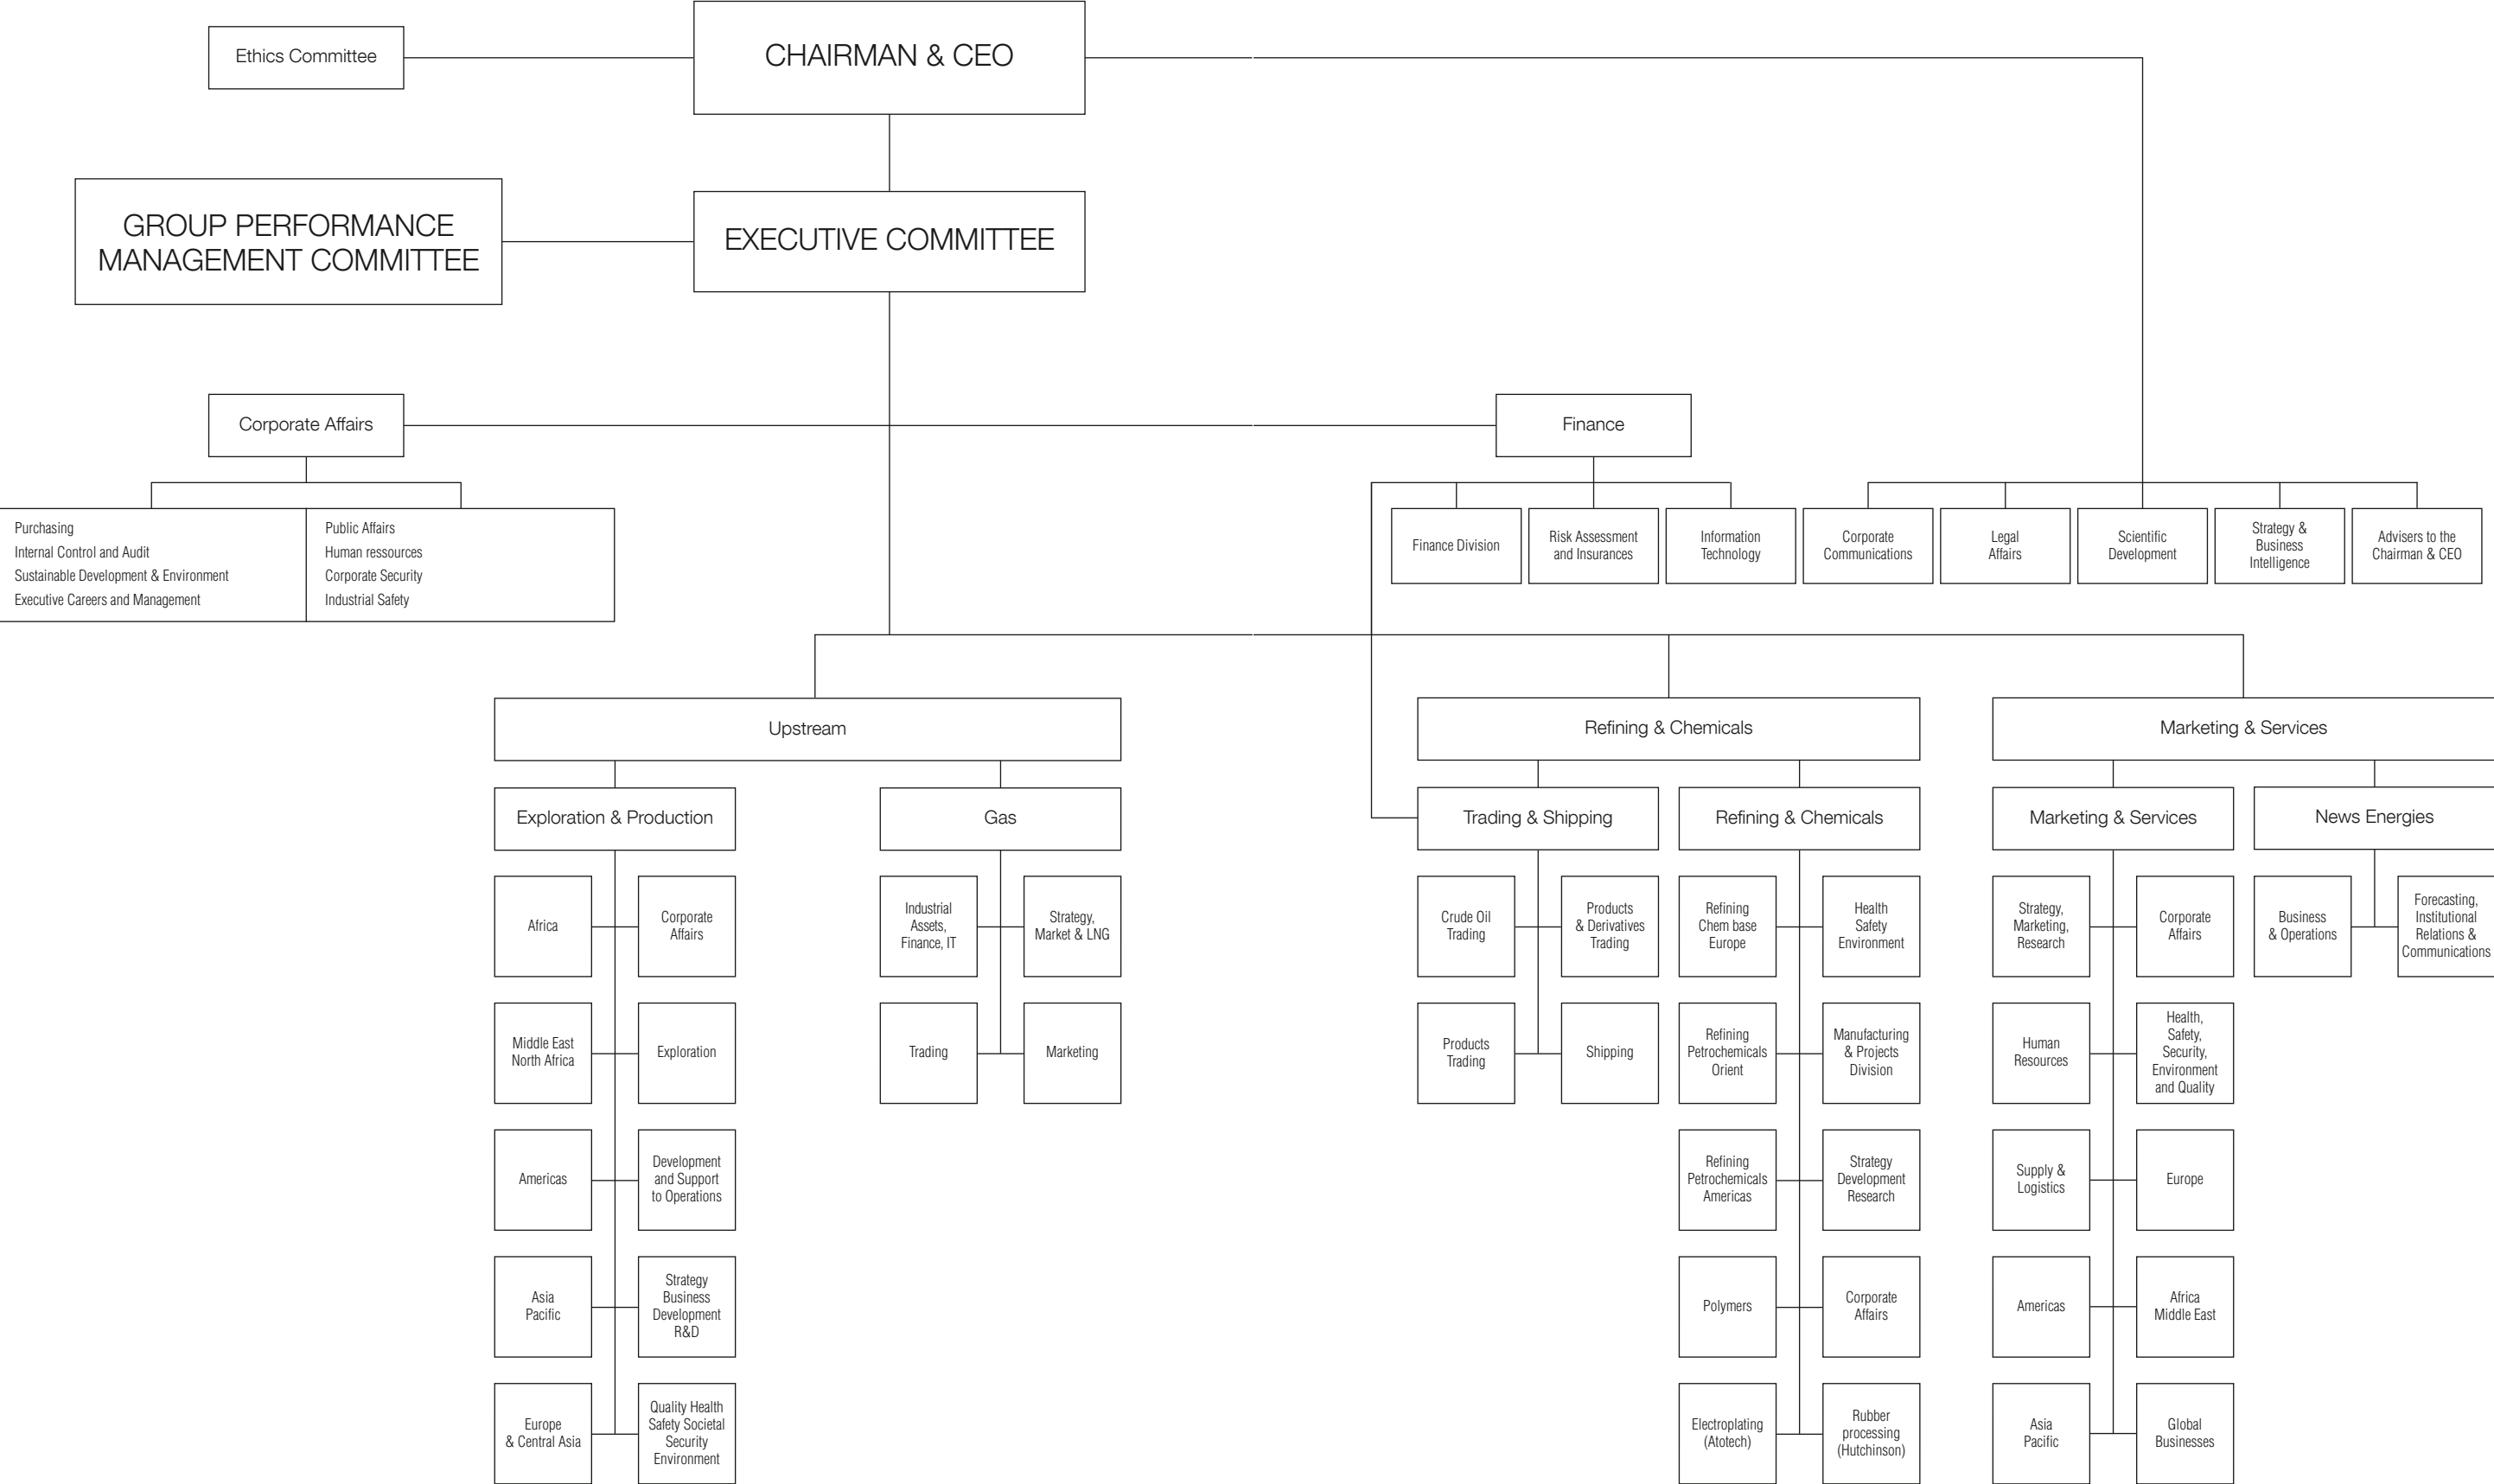 Ethics Committee
CHAIRMAN & CEO
GROUP PERFORMANCE
MANAGEMENT COMMITTEE
EXECUTIVE COMMITTEE
Corporate Affairs
Finance
Purchasing
Internal Control and Audit
Sustainable Development & Environment
Executive Careers and Management
Public Affairs
Human ressources
Corporate Security
Industrial Safety
Finance Division
Risk Assessment
and Insurances
Information
Technology
Corporate
Communications
Legal
Affairs
Scientific
Development
Strategy &
Business
Intelligence
Advisers to the
Chairman & CEO
Upstream
Refining & Chemicals
Marketing & Services
Exploration & Production
Gas
Trading & Shipping
Refining & Chemicals
Marketing & Services
News Energies
Africa
Corporate
Affairs
Industrial
Assets,
Finance, IT
Strategy,
Market & LNG
Crude Oil
Trading
Products
& Derivatives
Trading
Refining
Chem base
Europe
Health
Safety
Environment
Strategy,
Marketing,
Research
Corporate
Affairs
Business
& Operations
Forecasting,
Institutional
Relations &
Communications
Middle East
North Africa
Exploration
Trading
Marketing
Products
Trading
Shipping
Refining
Petrochemicals
Orient
Manufacturing
& Projects
Division
Human
Resources
Health,
Safety,
Security,
Environment
and Quality
Americas
Development
and Support
to Operations
Refining
Petrochemicals
Americas
Strategy
Development
Research
Supply &
Logistics
Europe
Asia
Pacific
Strategy
Business
Development
R&D
Polymers
Corporate
Affairs
Americas
Africa
Middle East
Europe
& Central Asia
Quality Health
Safety Societal
Security
Environment
Electroplating
(Atotech)
Rubber
processing
(Hutchinson)
Asia
Pacific
Global
Businesses